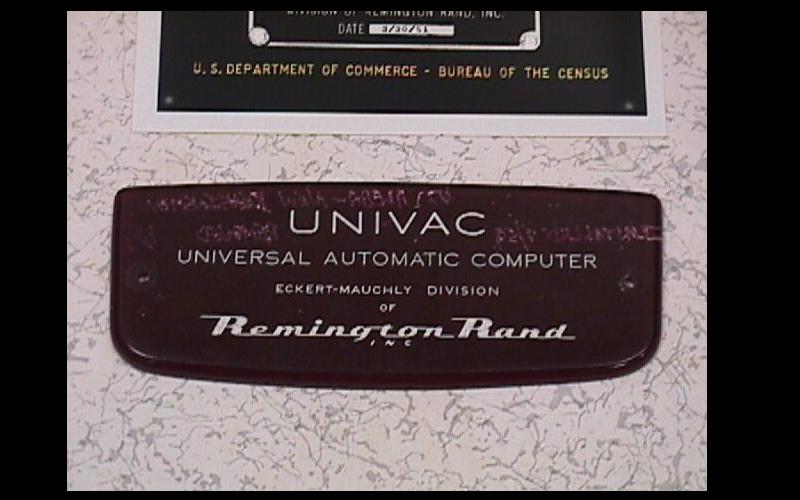 DIVISION OF REMINGTON RAND, INC.
DATE 3/30/51
U.S. DEPARTMENT OF COMMERCE - BUREAU OF THE CENSUS
UNIVAC
UNIVERSAL AUTOMATIC COMPUTER
ECKERT-MAUCHLY DIVISION
OF
Remington Rand
INC